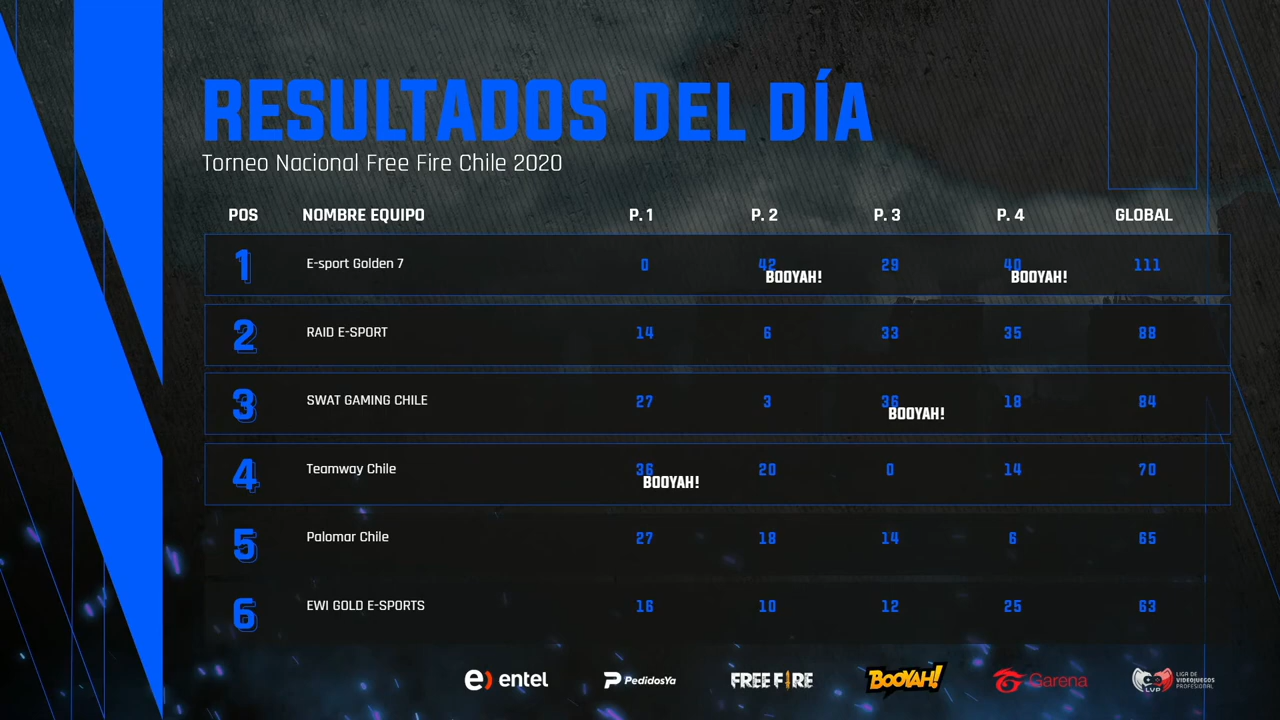 RESULTADOS DEL DÍA
Torneo Nacional Free Fire Chile 2020
POS NOMBRE EQUIPO P. 1 P. 2 P. 3 P. 4 GLOBAL
1 E-sport Golden 7 0 42 BOOYAH! 29 40 BOOYAH! 111
2 RAID E-SPORT 14 6 33 35 88
3 SWAT GAMING CHILE 27 3 36 BOOYAH! 18 84
4 Teamway Chile 36 BOOYAH! 20 0 14 70
5 Palomar Chile 27 18 14 6 65
6 EWI GOLD E-SPORTS 16 10 12 25 63
entel PedidosYa FREE FIRE BOOYAH! Garena LVP LIGA DE VIDEOJUEGOS PROFESIONAL